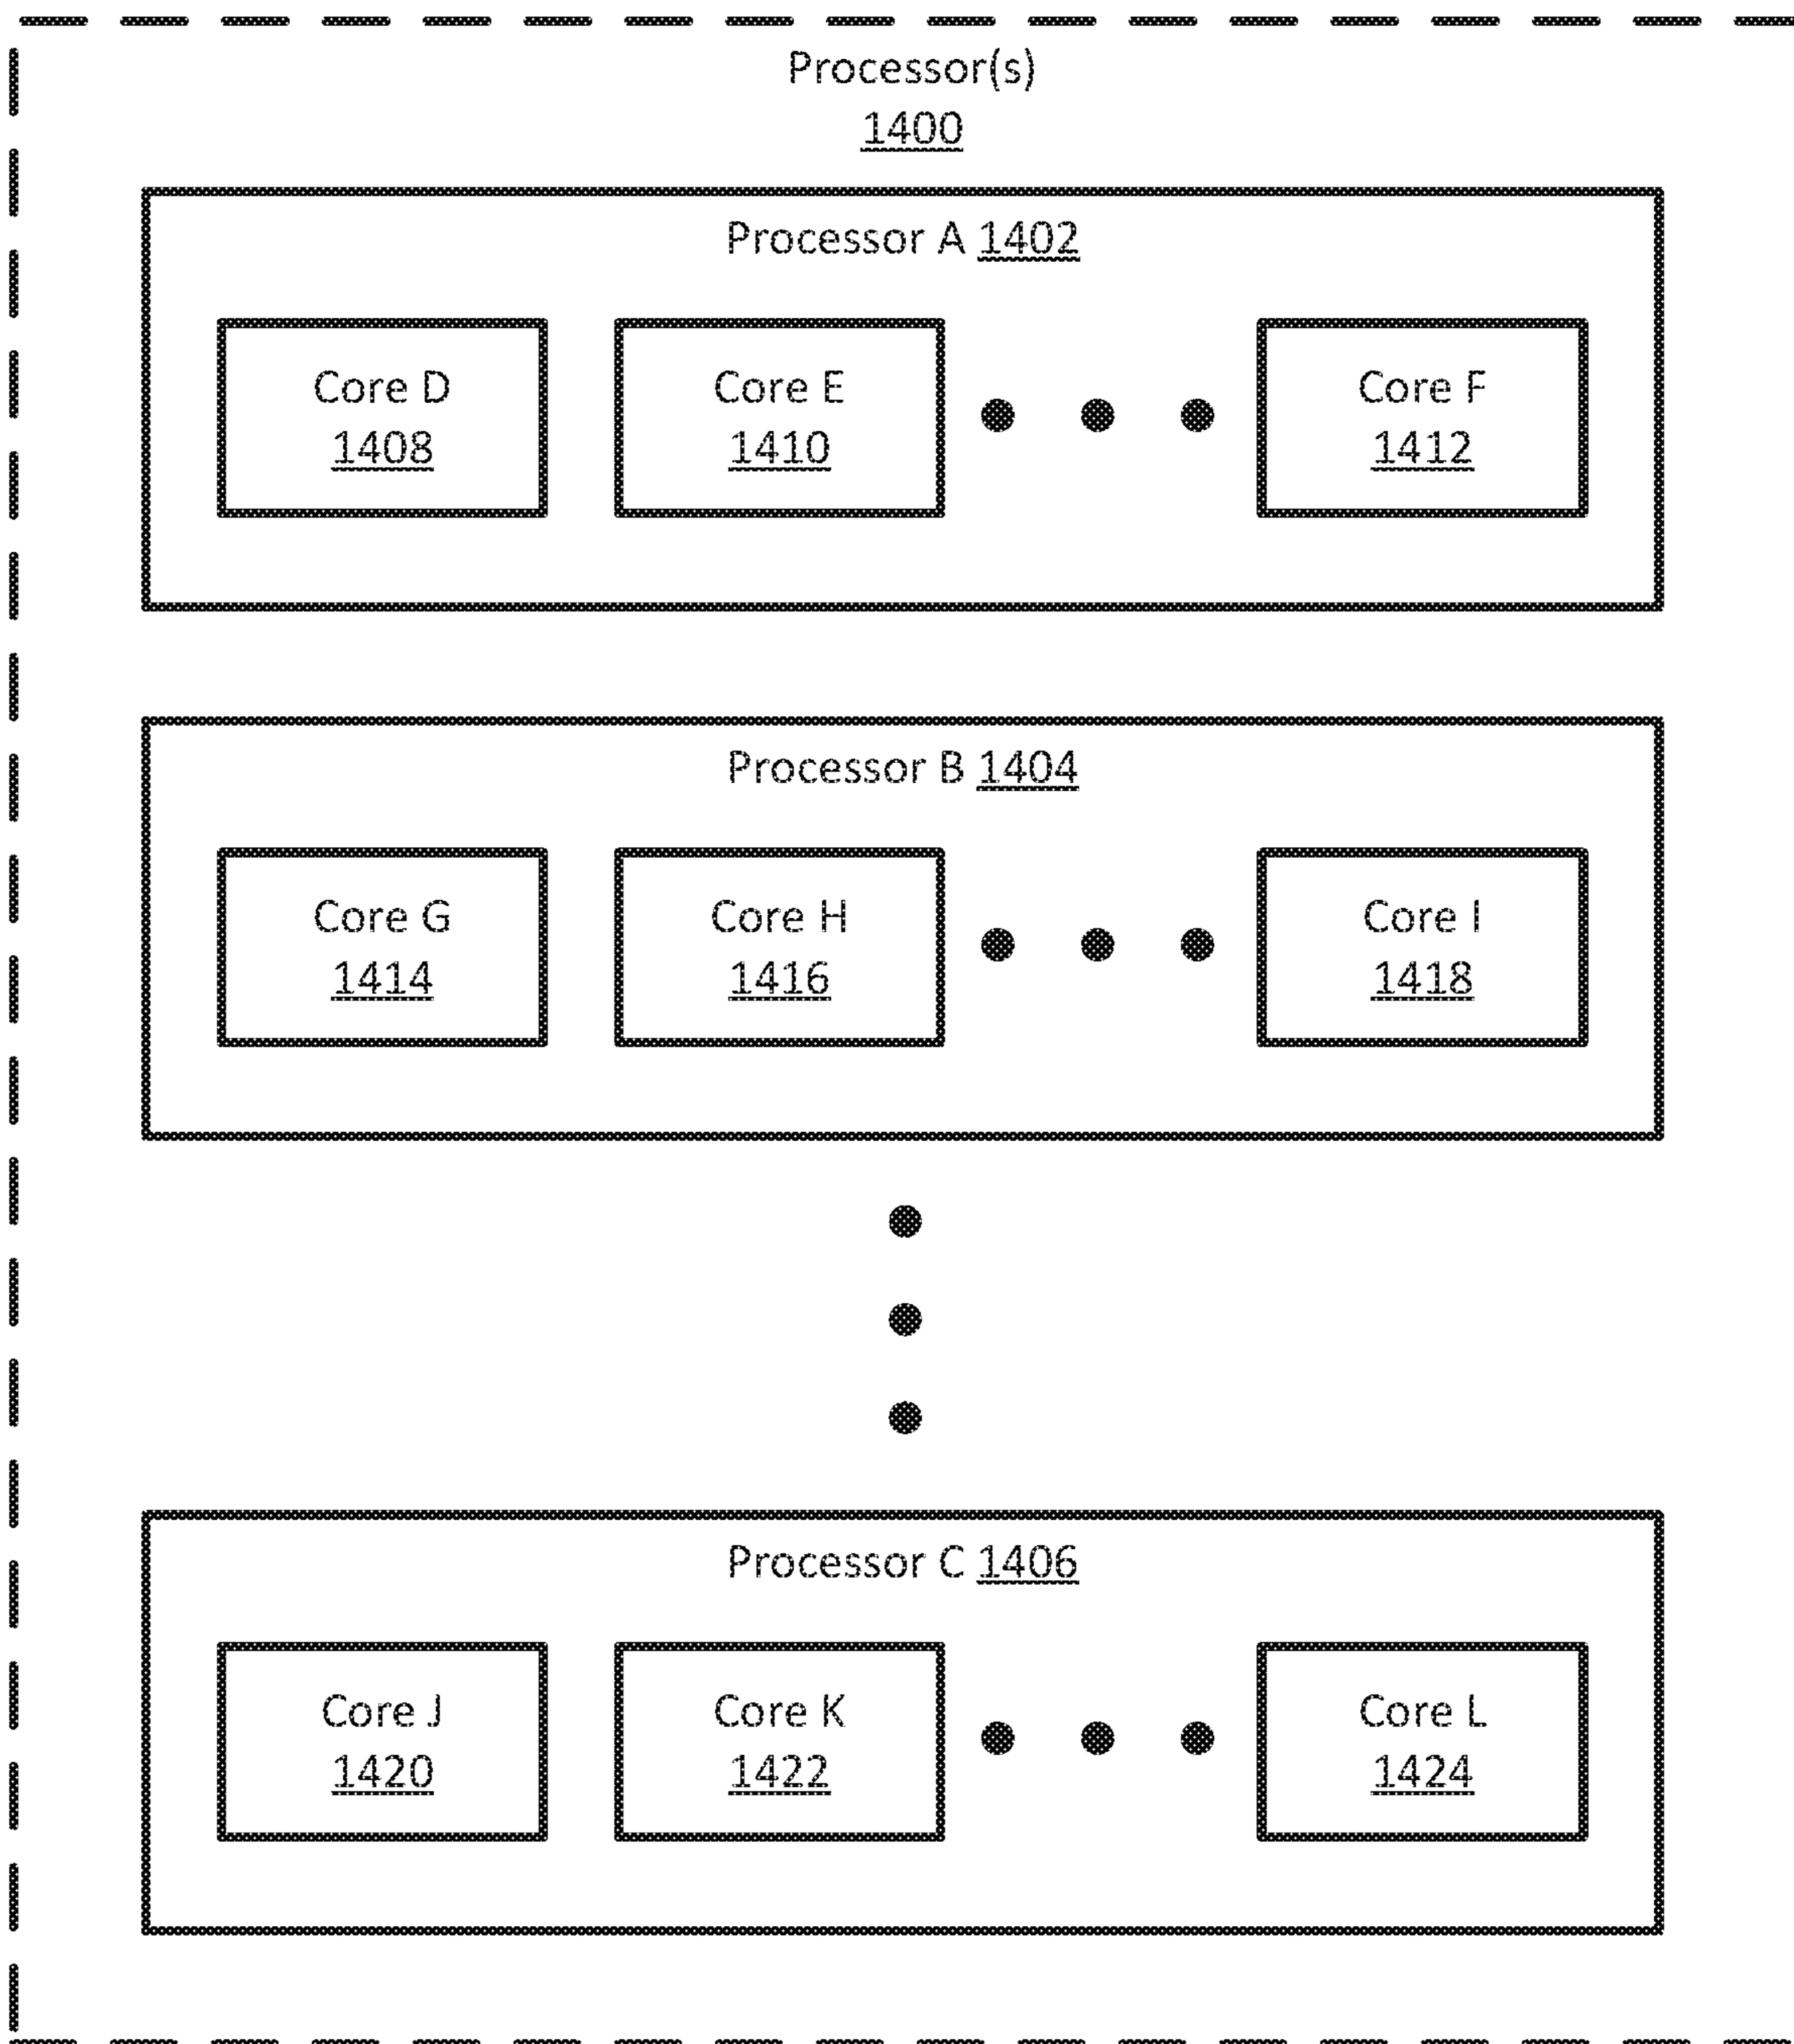 Processor(s)
1400
Processor A 1402
Core D
1408
Core E
1410
Core F
1412
Processor B 1404
Core G
1414
Core H
1416
Core I
1418
Processor C 1406
Core J
1420
Core K
1422
Core L
1424